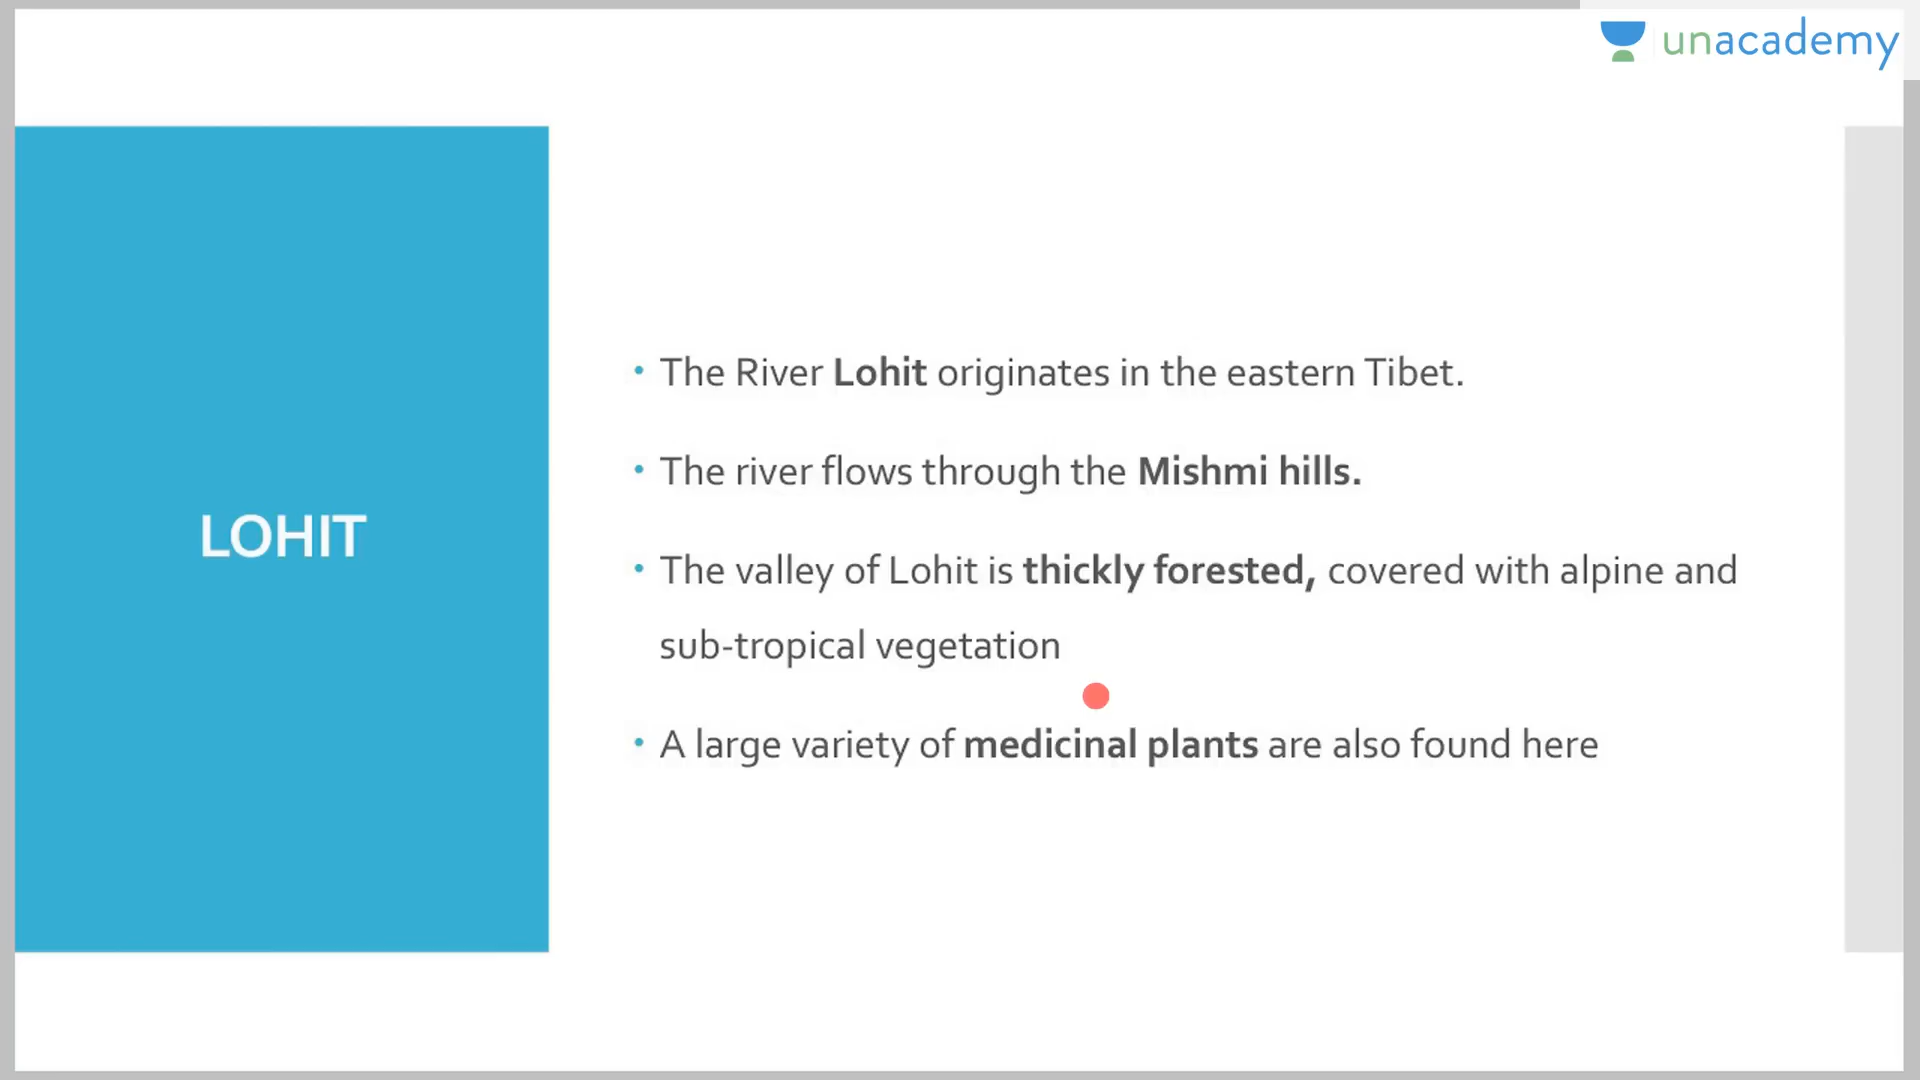 unacademy
LOHIT
• The River Lohit originates in the eastern Tibet.
• The river flows through the Mishmi hills.
• The valley of Lohit is thickly forested, covered with alpine and
sub-tropical vegetation
• A large variety of medicinal plants are also found here